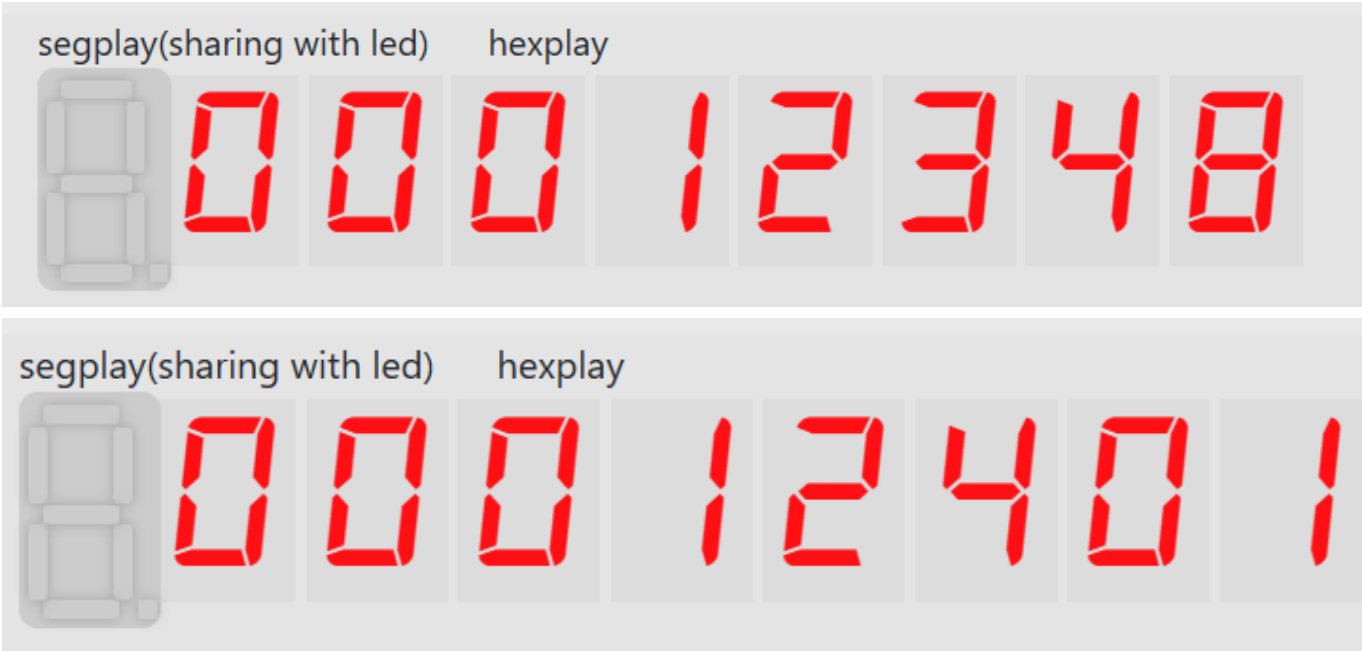 segplay(sharing with led) hexplay
00012348
segplay(sharing with led) hexplay
00012401